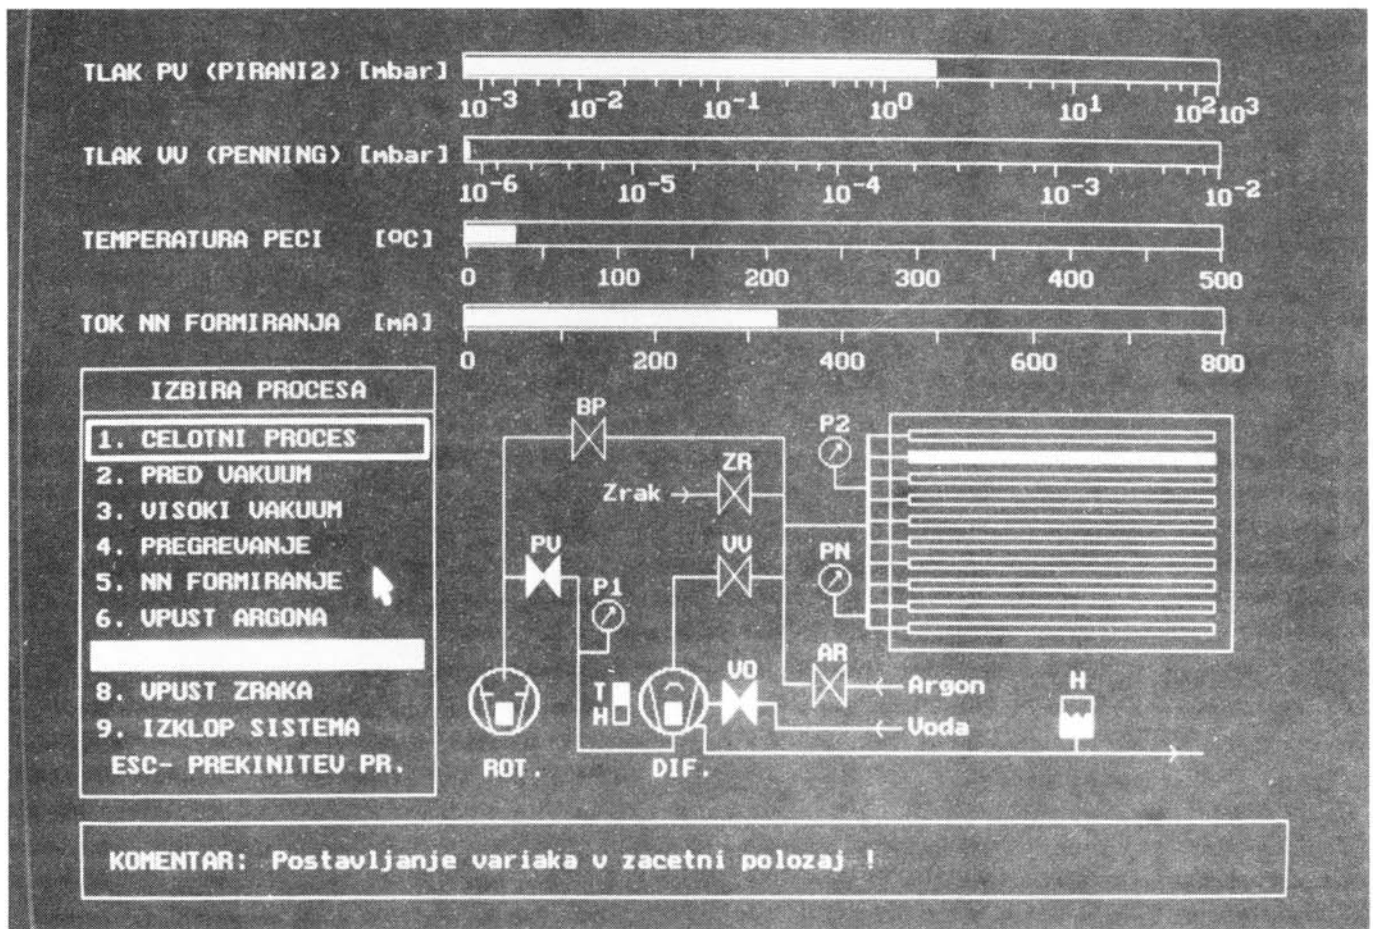 TLAK PV (PIRANI2) [mbar]
10-3 10-2 10-1 100 101 102 103
TLAK VV (PENNING) [mbar]
10-6 10-5 10-4 10-3 10-2
TEMPERATURA PECI [ºC]
0 100 200 300 400 500
TOK NN FORMIRANJA [mA]
0 200 400 600 800
IZBIRA PROCESA
1. CELOTNI PROCES
2. PRED VAKUUM
3. VISOKI VAKUUM
4. PREGREVANJE
5. NN FORMIRANJE
6. VPUST ARGONA
8. VPUST ZRAKA
9. IZKLOP SISTEMA
ESC- PREKINITEV PR.
BP
P2
ZR
Zrak
PV
VV
PN
P1
AR
VO
Argon
H
T
H
Voda
ROT.
DIF.
KOMENTAR: Postavljanje variaka v zacetni polozaj !